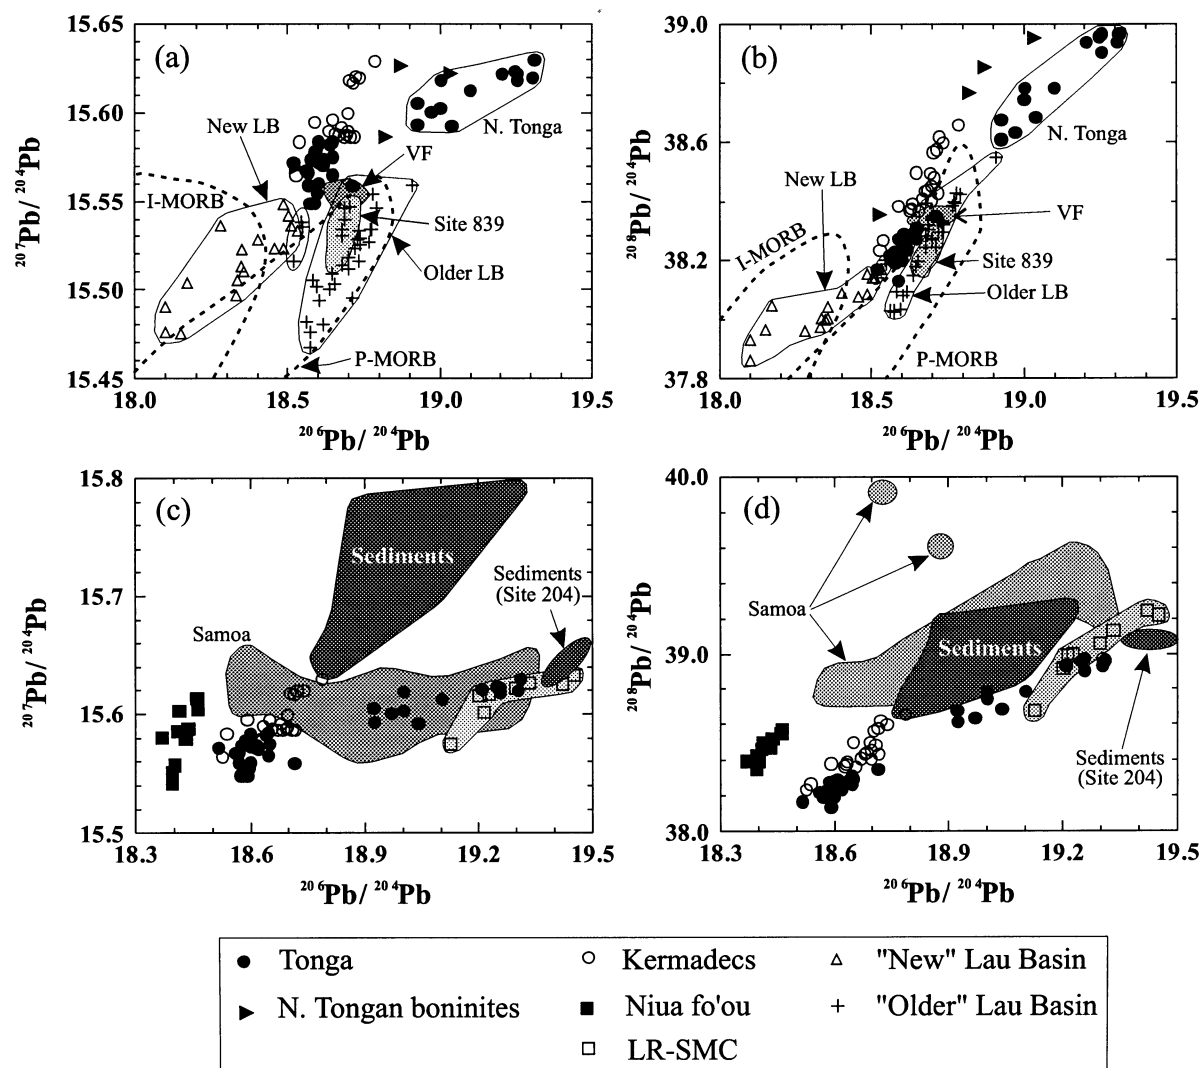 15.65
15.60
15.55
15.50
15.45
²⁰⁷Pb/ ²⁰⁴Pb
(a)
New LB
N. Tonga
VF
I-MORB
Site 839
Older LB
P-MORB
18.0 18.5 19.0 19.5
²⁰⁶Pb/ ²⁰⁴Pb
39.0
38.6
38.2
37.8
²⁰⁸Pb/ ²⁰⁴Pb
(b)
N. Tonga
New LB
VF
I-MORB
Site 839
Older LB
P-MORB
18.0 18.5 19.0 19.5
²⁰⁶Pb/ ²⁰⁴Pb
15.8
15.7
15.6
15.5
²⁰⁷Pb/ ²⁰⁴Pb
(c)
Sediments
Sediments
(Site 204)
Samoa
18.3 18.6 18.9 19.2 19.5
²⁰⁶Pb/ ²⁰⁴Pb
40.0
39.0
38.0
²⁰⁸Pb/ ²⁰⁴Pb
(d)
Samoa
Sediments
Sediments
(Site 204)
18.3 18.6 18.9 19.2 19.5
²⁰⁶Pb/ ²⁰⁴Pb
Tonga Kermadecs "New" Lau Basin
N. Tongan boninites Niua fo'ou "Older" Lau Basin
LR-SMC